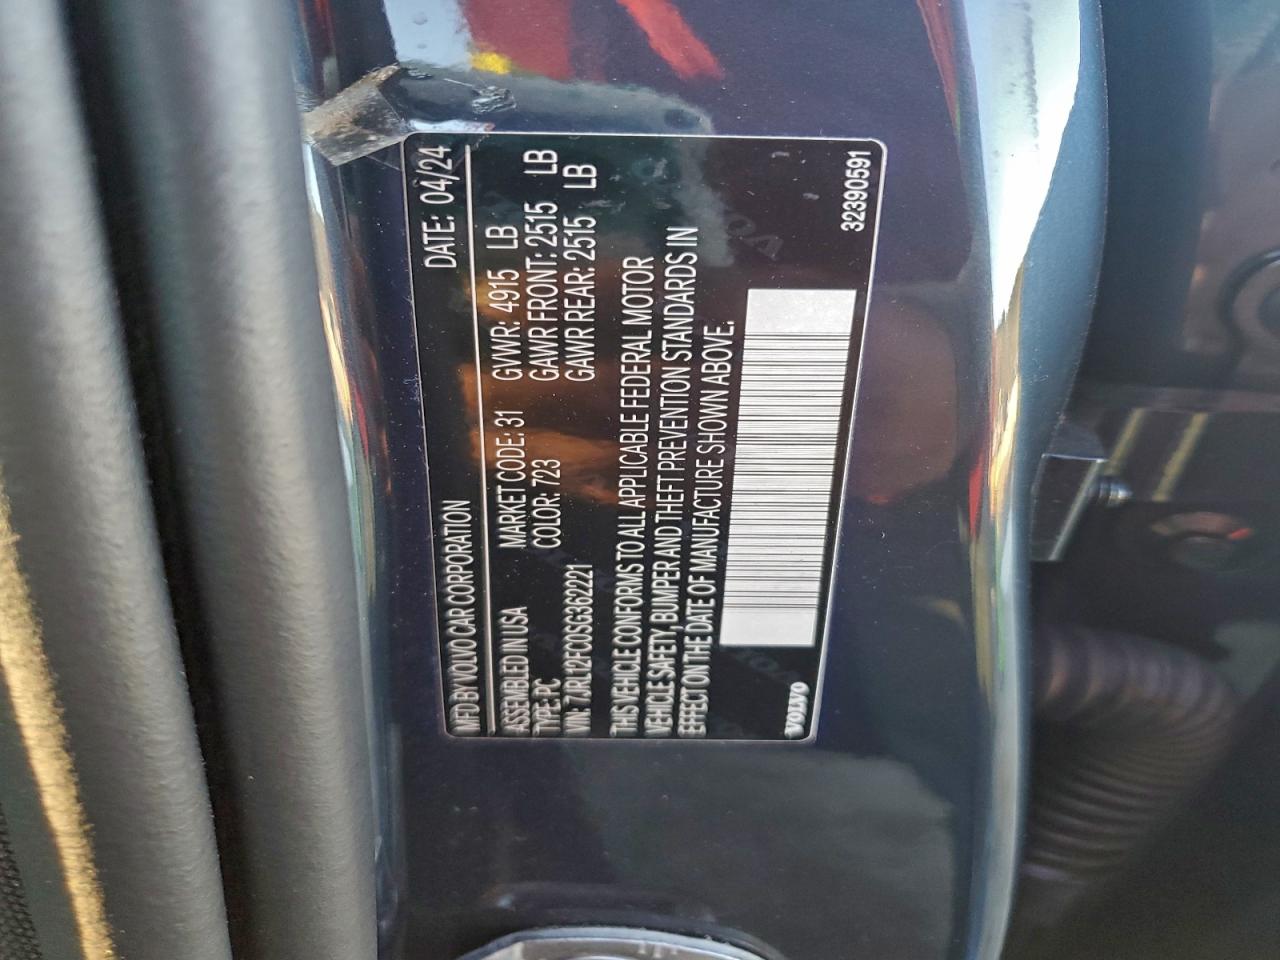 MFD BY VOLVO CAR CORPORATION DATE: 04/24
ASSEMBLED IN USA MARKET CODE: 31 GVWR: 4915 LB
TYPE: PC COLOR: 723 GAWR FRONT: 2515 LB
VIN: 7JRL12FC0SG362221 GAWR REAR: 2515 LB
THIS VEHICLE CONFORMS TO ALL APPLICABLE FEDERAL MOTOR
VEHICLE SAFETY, BUMPER AND THEFT PREVENTION STANDARDS IN
EFFECT ON THE DATE OF MANUFACTURE SHOWN ABOVE.
VOLVO 32390591